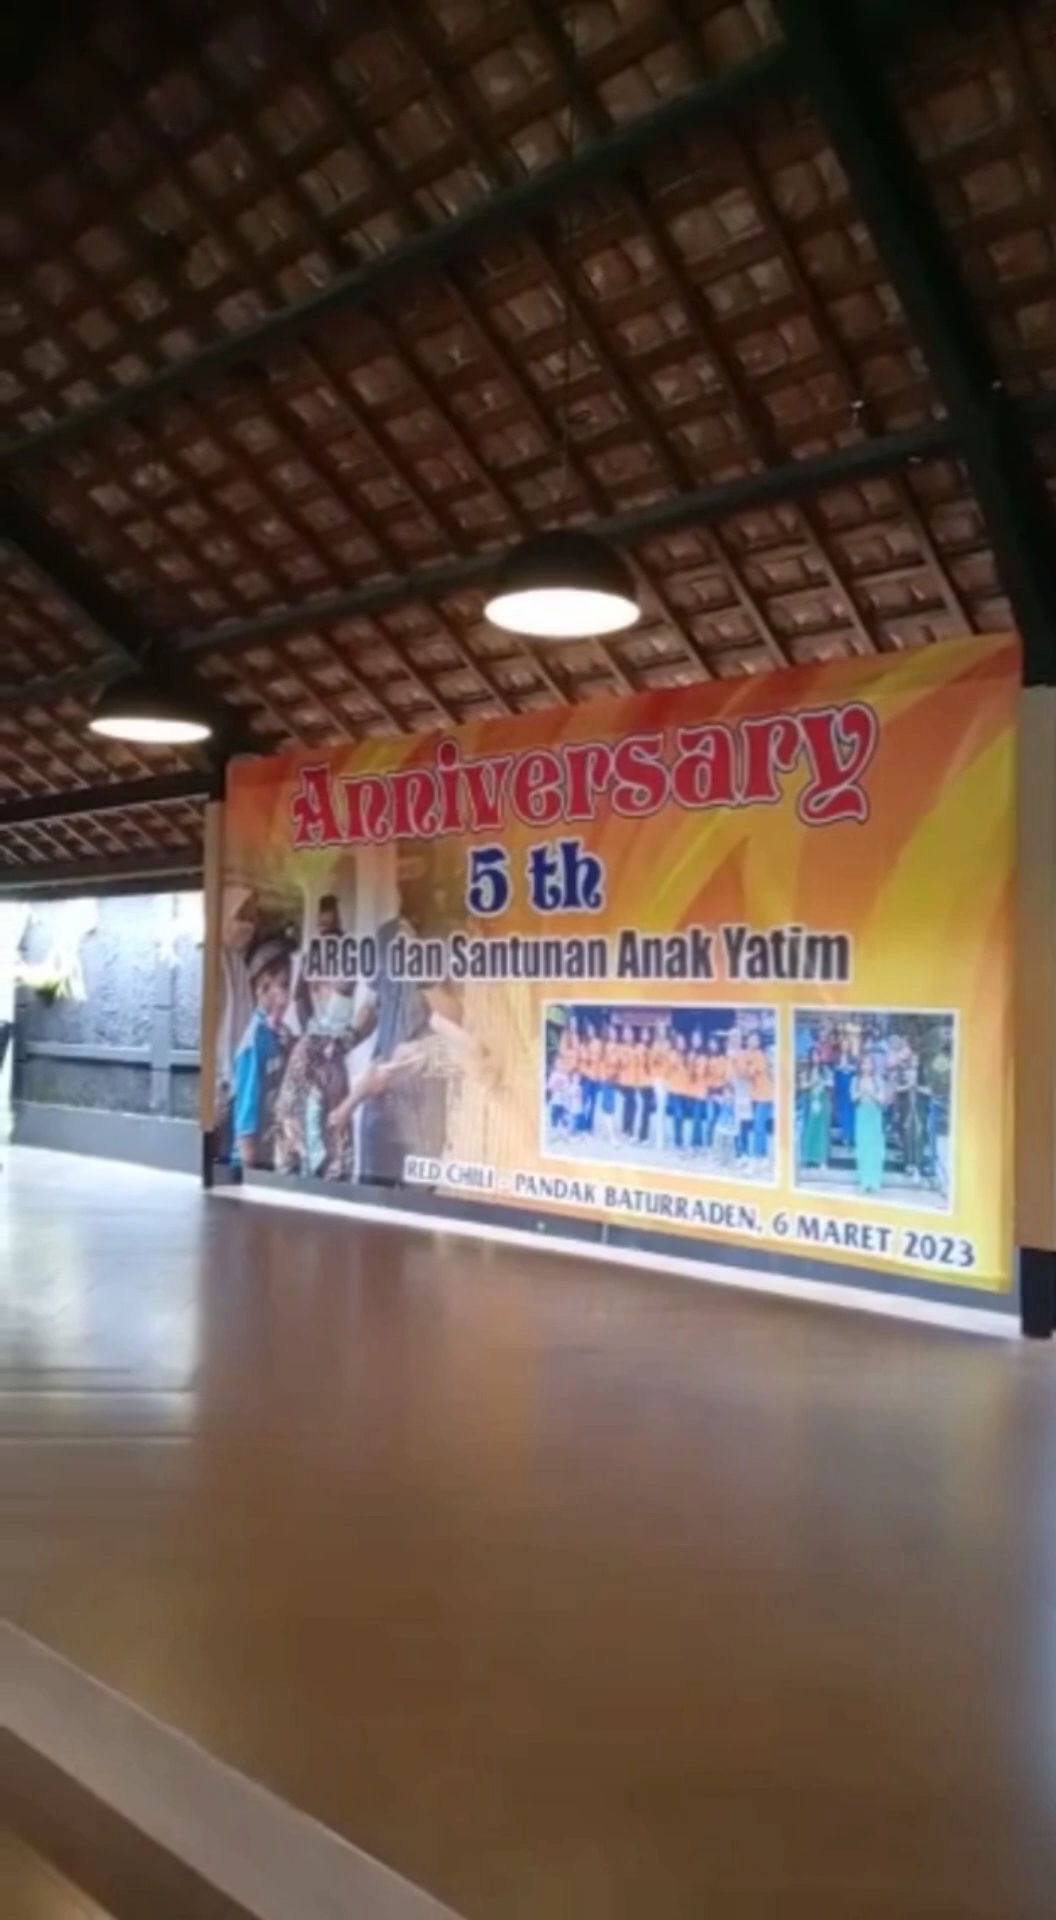 Anniversary
5 th
ARGO dan Santunan Anak Yatim
RED CHILI - PANDAK BATURRADEN, 6 MARET 2023